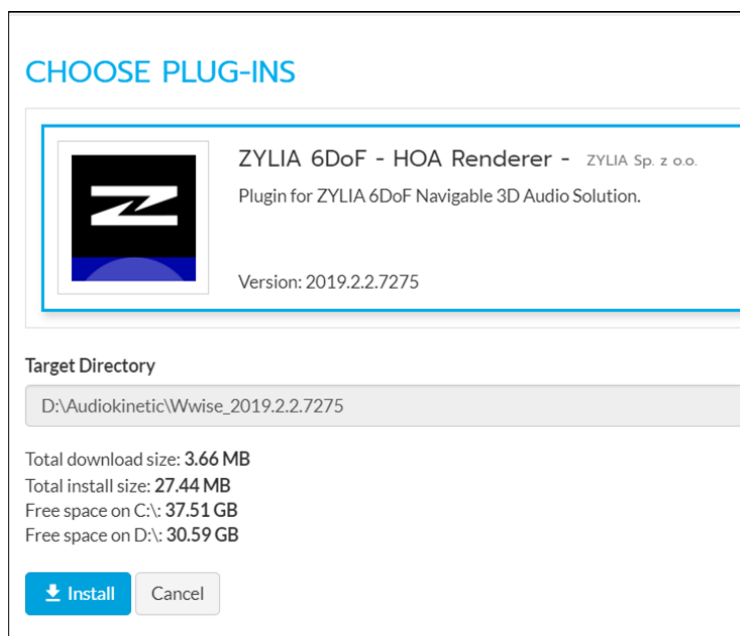 CHOOSE PLUG-INS
ZYLIA 6DoF - HOA Renderer - ZYLIA Sp. z o.o.
Plugin for ZYLIA 6DoF Navigable 3D Audio Solution.
Version: 2019.2.2.7275
Target Directory
D:\Audiokinetic\Wwise_2019.2.2.7275
Total download size: 3.66 MB
Total install size: 27.44 MB
Free space on C:\: 37.51 GB
Free space on D:\: 30.59 GB
Install Cancel